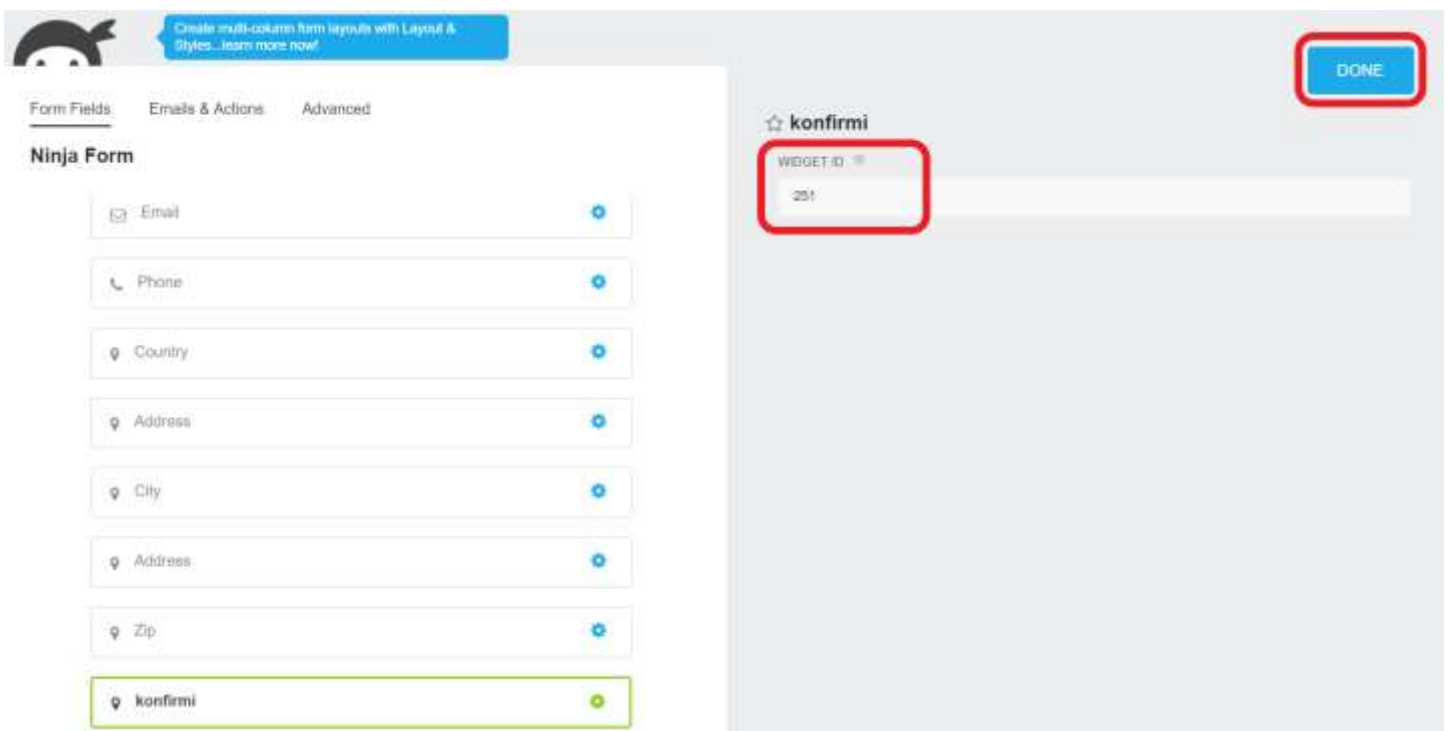 Create multi-column form layouts with Layout &
Styles...learn more now!
DONE
Form Fields Emails & Actions Advanced
Ninja Form
Email
Phone
Country
Address
City
Address
Zip
konfirmi
konfirmi
WIDGET ID
251